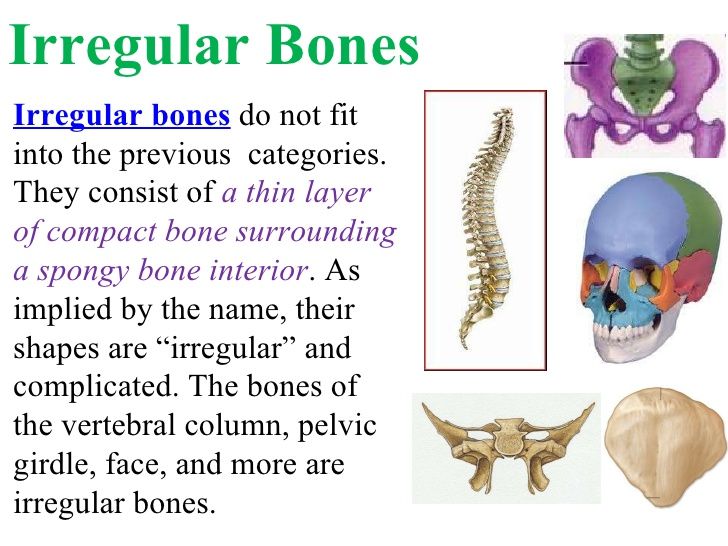 Irregular Bones
Irregular bones do not fit
into the previous  categories.
They consist of a thin layer
of compact bone surrounding
a spongy bone interior. As
implied by the name, their
shapes are “irregular” and
complicated. The bones of
the vertebral column, pelvic
girdle, face, and more are
irregular bones.